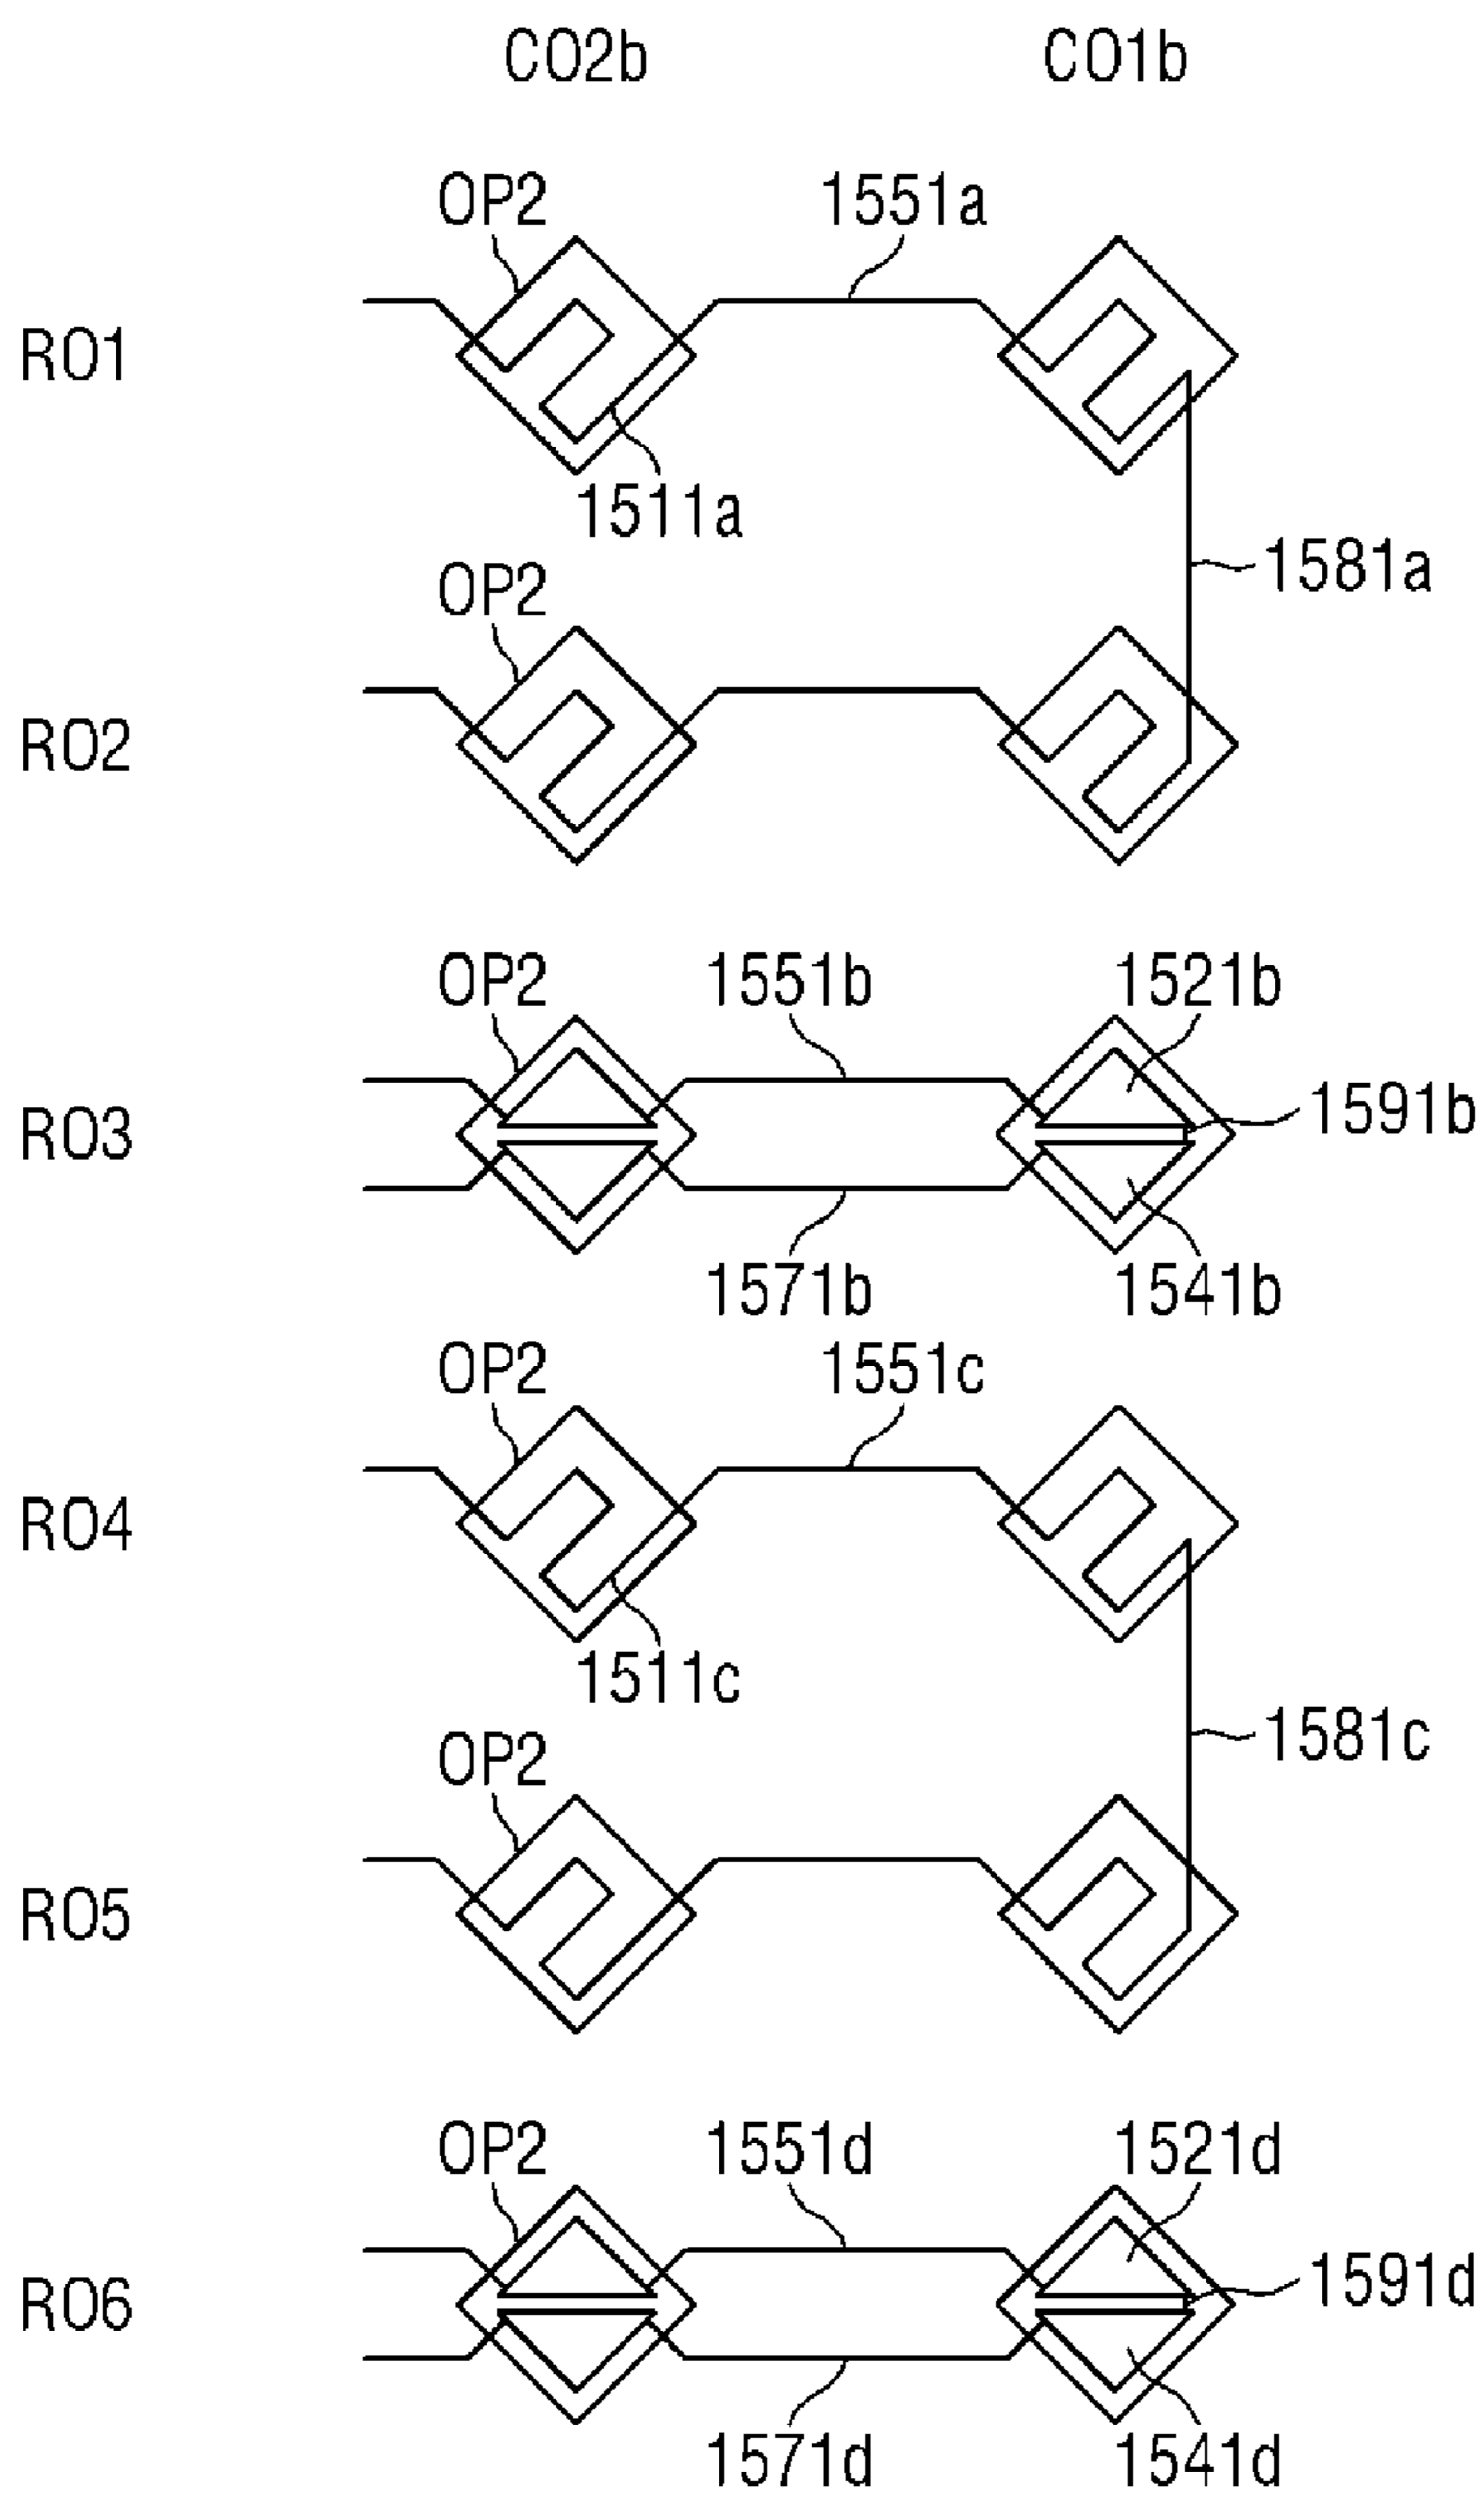 CO2b CO1b
OP2 1551a
RO1
1511a
OP2 1581a
RO2
OP2 1551b 1521b
RO3 1591b
1571b 1541b
OP2 1551c
RO4
1511c
OP2 1581c
RO5
OP2 1551d 1521d
RO6 1591d
1571d 1541d